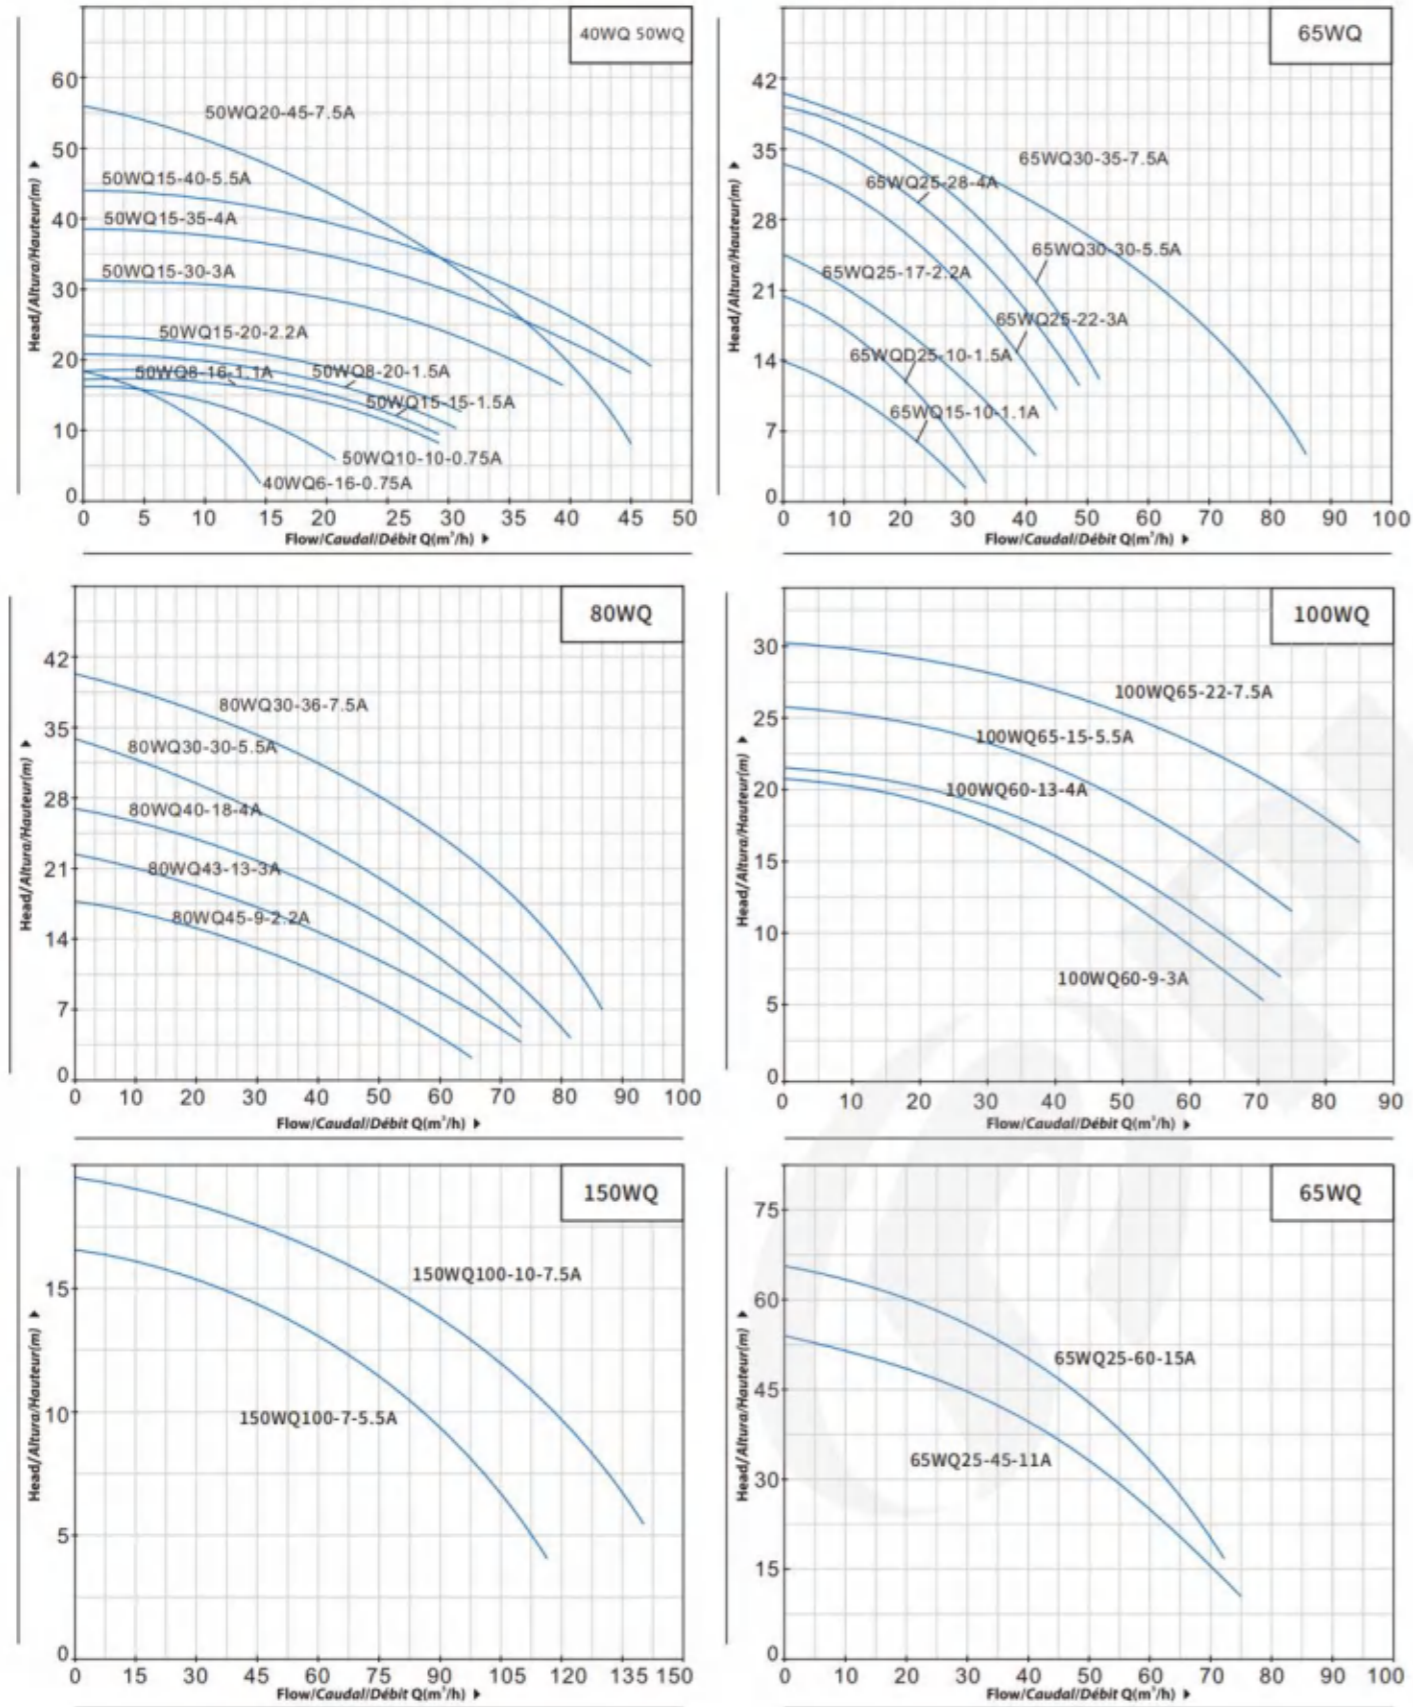 40WQ 50WQ
60
50
40
30
20
10
0
50WQ20-45-7.5A
50WQ15-40-5.5A
50WQ15-35-4A
50WQ15-30-3A
50WQ15-20-2.2A
50WQ8-16-1.1A
50WQ8-20-1.5A
50WQ15-15-1.5A
50WQ10-10-0.75A
40WQ6-16-0.75A
Head/Altura/Hauteur(m) ▶
0 5 10 15 20 25 30 35 40 45 50
Flow/Caudal/Débit Q(m³/h) ▶
65WQ
42
35
28
21
14
7
0
65WQ30-35-7.5A
65WQ25-28-4A
65WQ30-30-5.5A
65WQ25-17-2.2A
65WQ25-22-3A
65WQD25-10-1.5A
65WQ15-10-1.1A
Head/Altura/Hauteur(m) ▶
0 10 20 30 40 50 60 70 80 90 100
Flow/Caudal/Débit Q(m³/h) ▶
80WQ
42
35
28
21
14
7
0
80WQ30-36-7.5A
80WQ30-30-5.5A
80WQ40-18-4A
80WQ43-13-3A
80WQ45-9-2.2A
Head/Altura/Hauteur(m) ▶
0 10 20 30 40 50 60 70 80 90 100
Flow/Caudal/Débit Q(m³/h) ▶
100WQ
30
25
20
15
10
5
0
100WQ65-22-7.5A
100WQ65-15-5.5A
100WQ60-13-4A
100WQ60-9-3A
Head/Altura/Hauteur(m) ▶
0 10 20 30 40 50 60 70 80 90
Flow/Caudal/Débit Q(m³/h) ▶
150WQ
15
10
5
0
150WQ100-10-7.5A
150WQ100-7-5.5A
Head/Altura/Hauteur(m) ▶
0 15 30 45 60 75 90 105 120 135 150
Flow/Caudal/Débit Q(m³/h) ▶
65WQ
75
60
45
30
15
0
65WQ25-60-15A
65WQ25-45-11A
Head/Altura/Hauteur(m) ▶
0 10 20 30 40 50 60 70 80 90 100
Flow/Caudal/Débit Q(m³/h) ▶